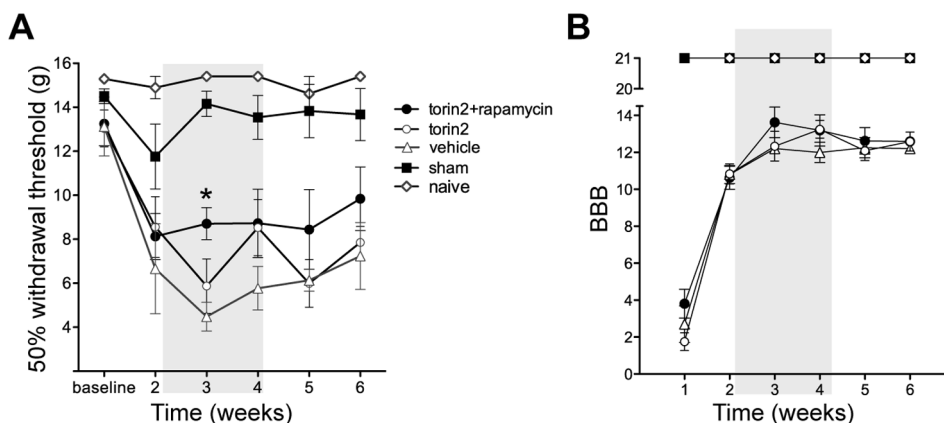 A
50% withdrawal threshold (g)
16
14
12
10
8
6
4
*
baseline 2 3 4 5 6
Time (weeks)
torin2+rapamycin
torin2
vehicle
sham
naive
B
BBB
21
20
14
12
10
8
6
4
2
0
1 2 3 4 5 6
Time (weeks)